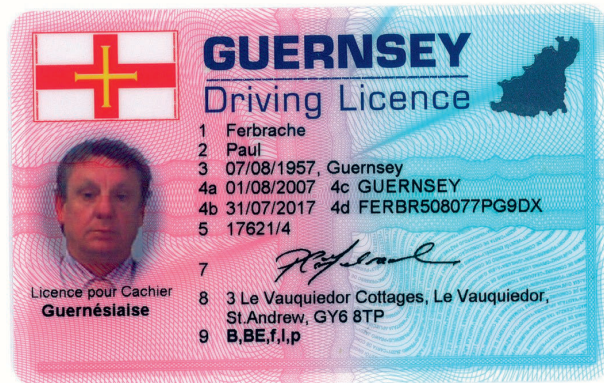 GUERNSEY
Driving Licence
1 Ferbrache
2 Paul
3 07/08/1957, Guernsey
4a 01/08/2007 4c GUERNSEY
4b 31/07/2017 4d FERBR508077PG9DX
5 17621/4
7
Licence pour Cachier
Guernésiaise
8 3 Le Vauquiedor Cottages, Le Vauquiedor,
St.Andrew, GY6 8TP
9 B,BE,f,l,p